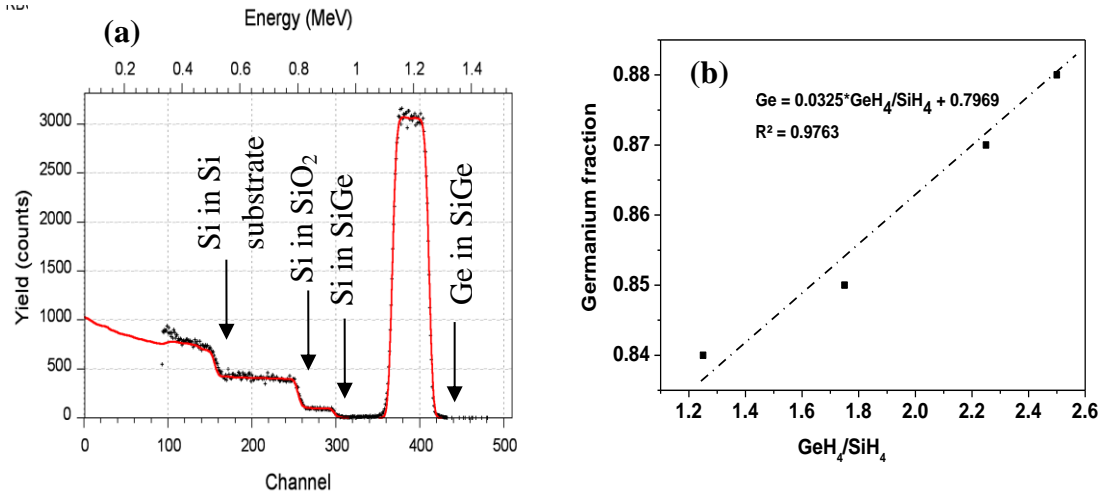 Energy (MeV)
(a)
0.2 0.4 0.6 0.8 1 1.2 1.4
3000
2500
2000
1500
1000
500
0
Yield (counts)
Si in Si
substrate
Si in SiO2
Si in SiGe
Ge in SiGe
0 100 200 300 400 500
Channel
(b)
Ge = 0.0325*GeH4/SiH4 + 0.7969
R² = 0.9763
0.88
0.87
0.86
0.85
0.84
Germanium fraction
1.2 1.4 1.6 1.8 2.0 2.2 2.4 2.6
GeH4/SiH4